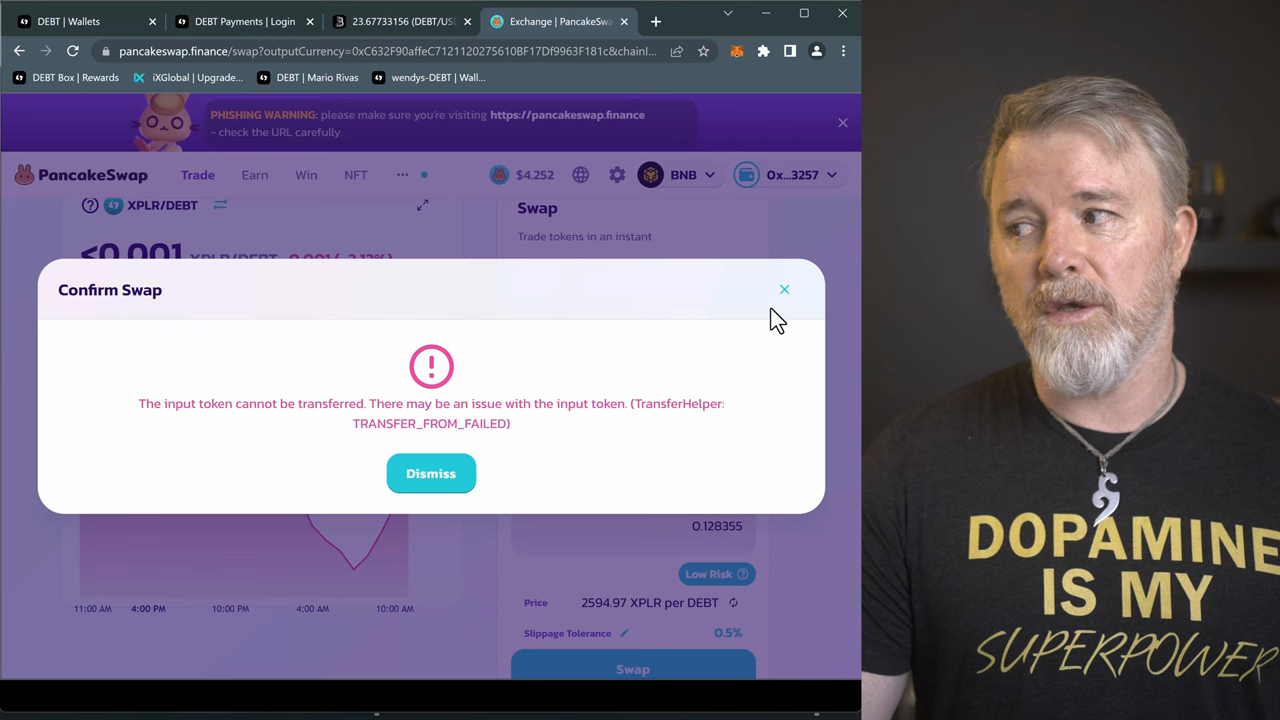 DEBT | Wallets
DEBT Payments | Login
23.67733156 (DEBT/USD
Exchange | PancakeSwa
pancakeswap.finance/swap?outputCurrency=0xC632F90affeC7121120275610BF17Df9963F181c&chainI...
DEBT Box | Rewards
iXGlobal | Upgrade...
DEBT | Mario Rivas
wendys-DEBT | Wall...
PHISHING WARNING: please make sure you're visiting https://pancakeswap.finance
- check the URL carefully.
PancakeSwap
Trade
Earn
Win
NFT
$4.252
BNB
0x...3257
XPLR/DEBT
Swap
Trade tokens in an instant
<0.001 XPLR/DEBT
Confirm Swap
The input token cannot be transferred. There may be an issue with the input token. (TransferHelper:
TRANSFER_FROM_FAILED)
Dismiss
0.128355
Low Risk
Price 2594.97 XPLR per DEBT
Slippage Tolerance 0.5%
Swap
11:00 AM 4:00 PM 10:00 PM 4:00 AM 10:00 AM
DOPAMINE
IS MY
SUPERPOWER